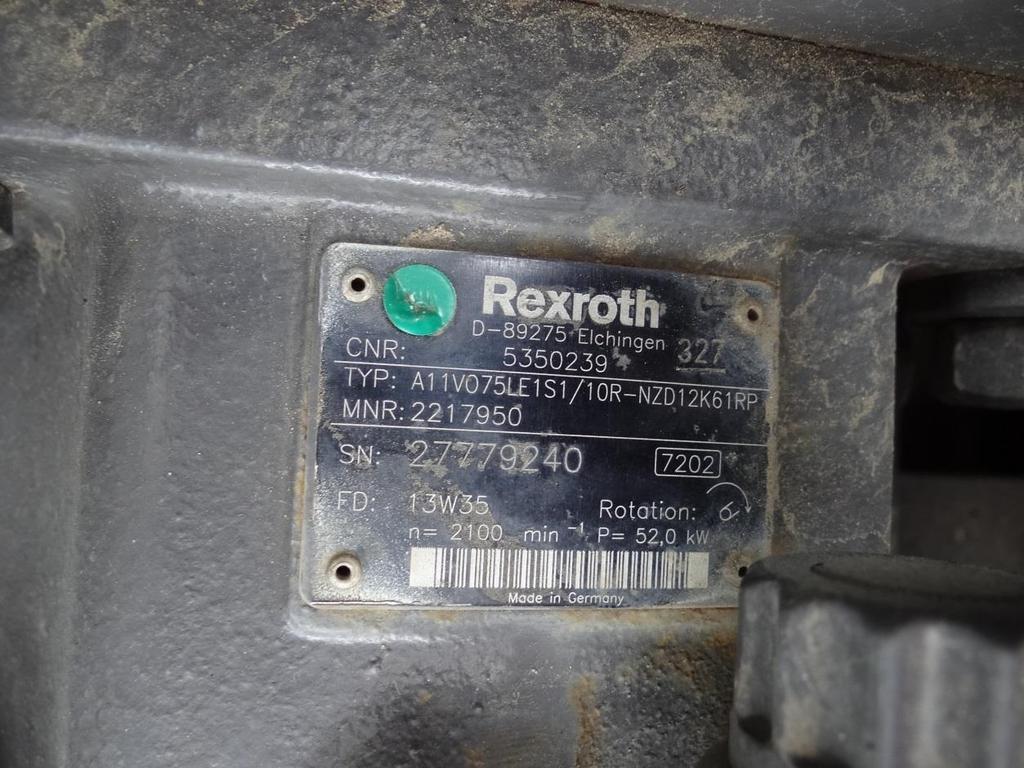 Rexroth
D-89275 Elchingen
327
CNR: 5350239
TYP: A11VO75LE1S1/10R-NZD12K61RP
MNR: 2217950
SN: 27779240 7202
FD: 13W35 Rotation:
n= 2100 min⁻¹ P= 52,0 kW
Made in Germany